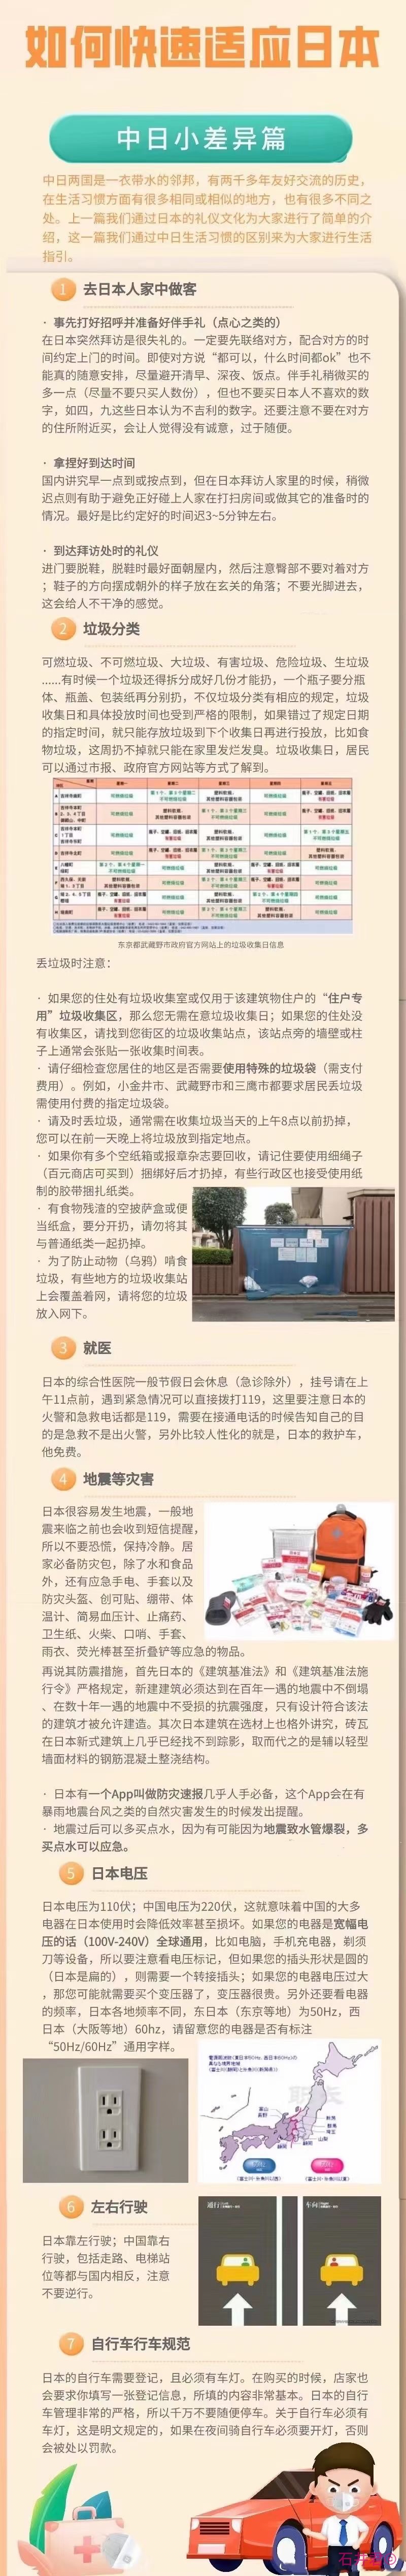 如何快速适应日本
中日小差异篇
中日两国是一衣带水的邻邦，有两千多年友好交流的历史，
在生活习惯方面有很多相同或相似的地方，也有很多不同之
处。上一篇我们通过日本的礼仪文化为大家进行了简单的介
绍，这一篇我们通过中日生活习惯的区别来为大家进行生活
指引。
1 去日本人家中做客
· 事先打好招呼并准备好伴手礼（点心之类的）
在日本突然拜访是很失礼的。一定要先联络对方，配合对方的时
间约定上门的时间。即使对方说“都可以，什么时间都ok”也不
能真的随意安排，尽量避开清早、深夜、饭点。伴手礼稍微买的
多一点（尽量不要只买人数份），但也不要买日本人不喜欢的数
字，如四，九这些日本认为不吉利的数字。还要注意不要在对方
的住所附近买，会让人觉得没有诚意，过于随便。
· 拿捏好到达时间
国内讲究早一点到或按点到，但在日本拜访人家里的时候，稍微
迟点则有助于避免正好碰上人家在打扫房间或做其它的准备时的
情况。最好是比约定好的时间迟3~5分钟左右。
· 到达拜访处时的礼仪
进门要脱鞋，脱鞋时最好面朝屋内，然后注意臀部不要对着对方
；鞋子的方向摆成朝外的样子放在玄关的角落；不要光脚进去，
这会给人不干净的感觉。
2 垃圾分类
可燃垃圾、不可燃垃圾、大垃圾、有害垃圾、危险垃圾、生垃圾
......有时候一个垃圾还得拆分成好几份才能扔，一个瓶子要分瓶
体、瓶盖、包装纸再分别扔，不仅垃圾分类有相应的规定，垃圾
收集日和具体投放时间也受到严格的限制，如果错过了规定日期
的指定时间，就只能存放垃圾到下个收集日再进行投放，比如食
物垃圾，这周扔不掉就只能在家里发烂发臭。垃圾收集日，居民
可以通过市报、政府官方网站等方式了解到。
东京都武藏野市政府官方网站上的垃圾收集日信息
丢垃圾时注意：
· 如果您的住处有垃圾收集室或仅用于该建筑物住户的“住户专
用”垃圾收集区，那么您无需在意垃圾收集日；如果您的住处没
有收集区，请找到您街区的垃圾收集站点，该站点旁的墙壁或柱
子上通常会张贴一张收集时间表。
· 请仔细检查您居住的地区是否需要使用特殊的垃圾袋（需支付
费用）。例如，小金井市、武藏野市和三鹰市都要求居民丢垃圾
需使用付费的指定垃圾袋。
· 请及时丢垃圾，通常需在收集垃圾当天的上午8点以前扔掉，
您可以在前一天晚上将垃圾放到指定地点。
· 如果你有多个空纸箱或报章杂志要回收，请记住要使用细绳子
（百元商店可买到）捆绑好后才扔掉，有些行政区也接受使用纸
制的胶带捆扎纸类。
· 有食物残渣的空披萨盒或便
当纸盒，要分开扔，请勿将其
与普通纸类一起扔掉。
· 为了防止动物（乌鸦）啃食
垃圾，有些地方的垃圾收集站
上会覆盖着网，请将您的垃圾
放入网下。
3 就医
日本的综合性医院一般节假日会休息（急诊除外），挂号请在上
午11点前，遇到紧急情况可以直接拨打119，这里要注意日本的
火警和急救电话都是119，需要在接通电话的时候告知自己的目
的是急救不是出火警，另外比较人性化的就是，日本的救护车，
他免费。
4 地震等灾害
日本很容易发生地震，一般地
震来临之前也会收到短信提醒，
所以不要恐慌，保持冷静。居
家必备防灾包，除了水和食品
外，还有应急手电、手套以及
防灾头盔、创可贴、绷带、体
温计、简易血压计、止痛药、
卫生纸、火柴、口哨、手套、
雨衣、荧光棒甚至折叠铲等应急的物品。
再说其防震措施，首先日本的《建筑基准法》和《建筑基准法施
行令》严格规定，新建建筑必须达到在百年一遇的地震中不倒塌
、在数十年一遇的地震中不受损的抗震强度，只有设计符合该法
的建筑才被允许建造。其次日本建筑在选材上也格外讲究，砖瓦
在日本新式建筑上几乎已经找不到踪影，取而代之的是辅以轻型
墙面材料的钢筋混凝土整浇结构。
· 日本有一个App叫做防灾速报几乎人手必备，这个App会在有
暴雨地震台风之类的自然灾害发生的时候发出提醒。
· 地震过后可以多买点水，因为有可能因为地震致水管爆裂，多
买点水可以应急。
5 日本电压
日本电压为110伏；中国电压为220伏，这就意味着中国的大多
电器在日本使用时会降低效率甚至损坏。如果您的电器是宽幅电
压的话（100V-240V）全球通用，比如电脑，手机充电器，剃须
刀等设备，所以要注意看电压标记，但如果您的插头形状是圆的
（日本是扁的），则需要一个转接插头；如果您的电器电压过大
，那您可能就需要买个变压器了，变压器很贵。另外还要看电器
的频率，日本各地频率不同，东日本（东京等地）为50Hz，西
日本（大阪等地）60hz，请留意您的电器是否有标注
“50Hz/60Hz”通用字样。
6 左右行驶
日本靠左行驶；中国靠右
行驶，包括走路、电梯站
位等都与国内相反，注意
不要逆行。
7 自行车行车规范
日本的自行车需要登记，且必须有车灯。在购买的时候，店家也
会要求你填写一张登记信息，所填的内容非常基本。日本的自行
车管理非常的严格，所以千万不要随便停车。关于自行车必须有
车灯，这是明文规定的，如果在夜间骑自行车必须要开灯，否则
会被处以罚款。